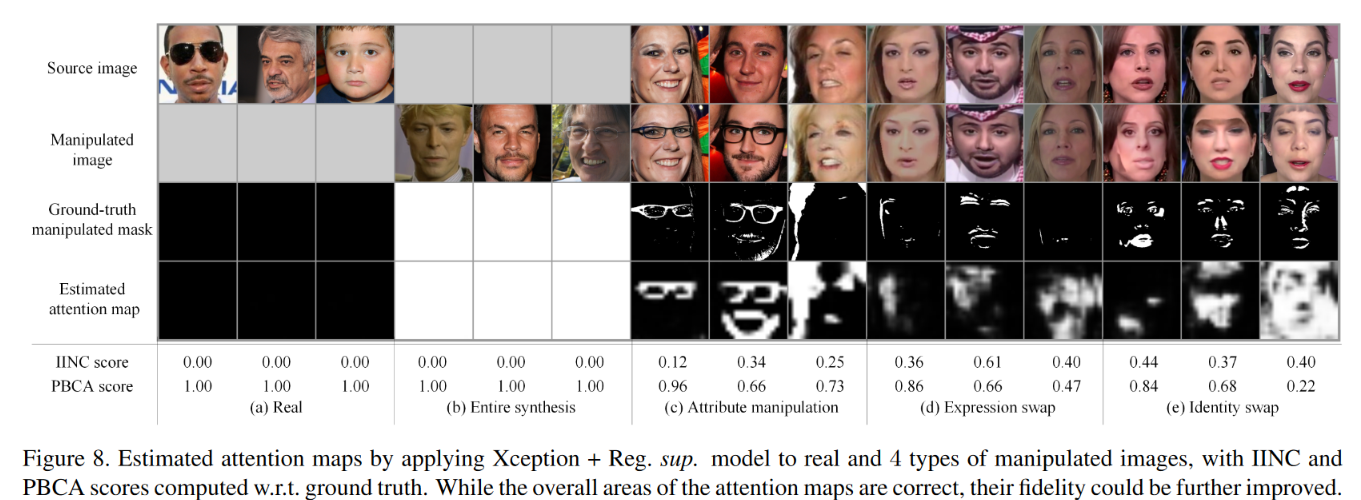 Source image
Manipulated
image
Ground-truth
manipulated mask
Estimated
attention map
IINC score 0.00 0.00 0.00 0.00 0.00 0.00 0.12 0.34 0.25 0.36 0.61 0.40 0.44 0.37 0.40
PBCA score 1.00 1.00 1.00 1.00 1.00 1.00 0.96 0.66 0.73 0.86 0.66 0.47 0.84 0.68 0.22
(a) Real (b) Entire synthesis (c) Attribute manipulation (d) Expression swap (e) Identity swap
Figure 8. Estimated attention maps by applying Xception + Reg. sup. model to real and 4 types of manipulated images, with IINC and
PBCA scores computed w.r.t. ground truth. While the overall areas of the attention maps are correct, their fidelity could be further improved.